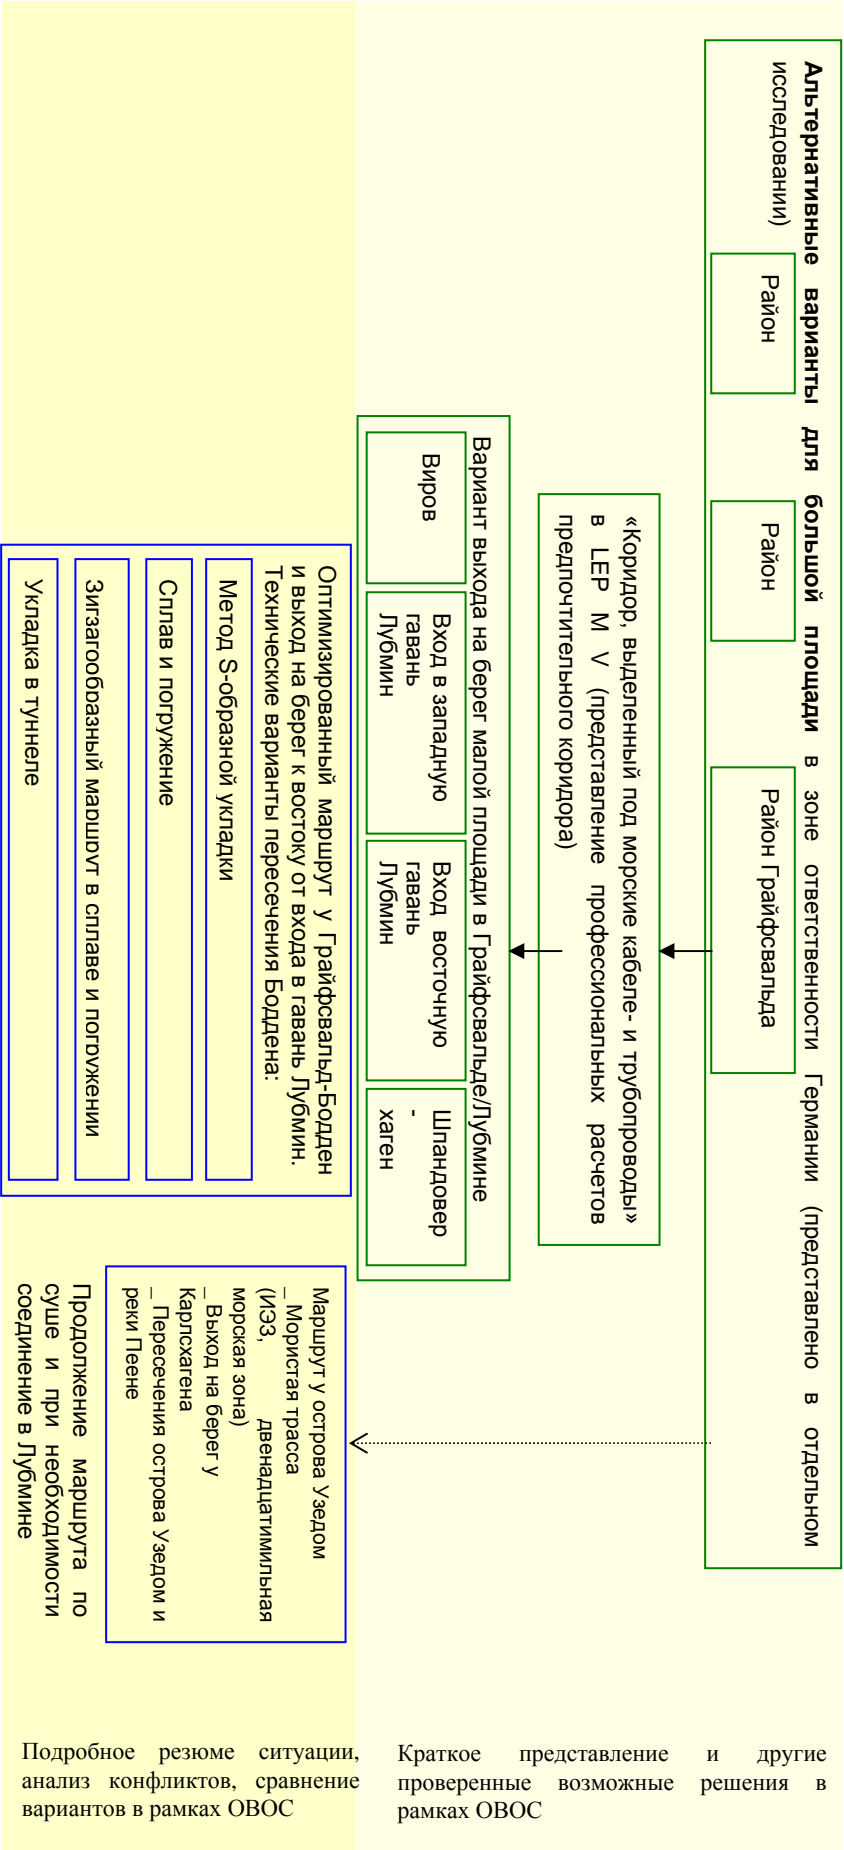 Альтернативные варианты для большой площади в зоне ответственности Германии (представлено в отдельном
исследовании)
Район
Район
Район Грайфсвальда
«Коридор, выделенный под морские кабеле- и трубопроводы»
в LEP M V (представление профессиональных расчетов
предпочтительного коридора)
Вариант выхода на берег малой площади в Грайфсвальде/Лубмине
Виров
Вход в западную
гавань
Лубмин
Вход восточную
гавань
Лубмин
Шпандовер
-
хаген
Оптимизированный маршрут у Грайфсвальд-Бодден
и выход на берег к востоку от входа в гавань Лубмин.
Технические варианты пересечения Боддена:
Метод S-образной укладки
Сплав и погружение
Зигзагообразный маршрут в сплаве и погружении
Укладка в туннеле
Маршрут у острова Узедом
_ Мористая трасса
(ИЭЗ, двенадцатимильная
морская зона)
_ Выход на берег у
Карлсхагена
_ Пересечения острова Узедом и
реки Пеене
Продолжение маршрута по
суше и при необходимости
соединение в Лубмине
Подробное резюме ситуации,
анализ конфликтов, сравнение
вариантов в рамках ОВОС
Краткое представление и другие
проверенные возможные решения в
рамках ОВОС